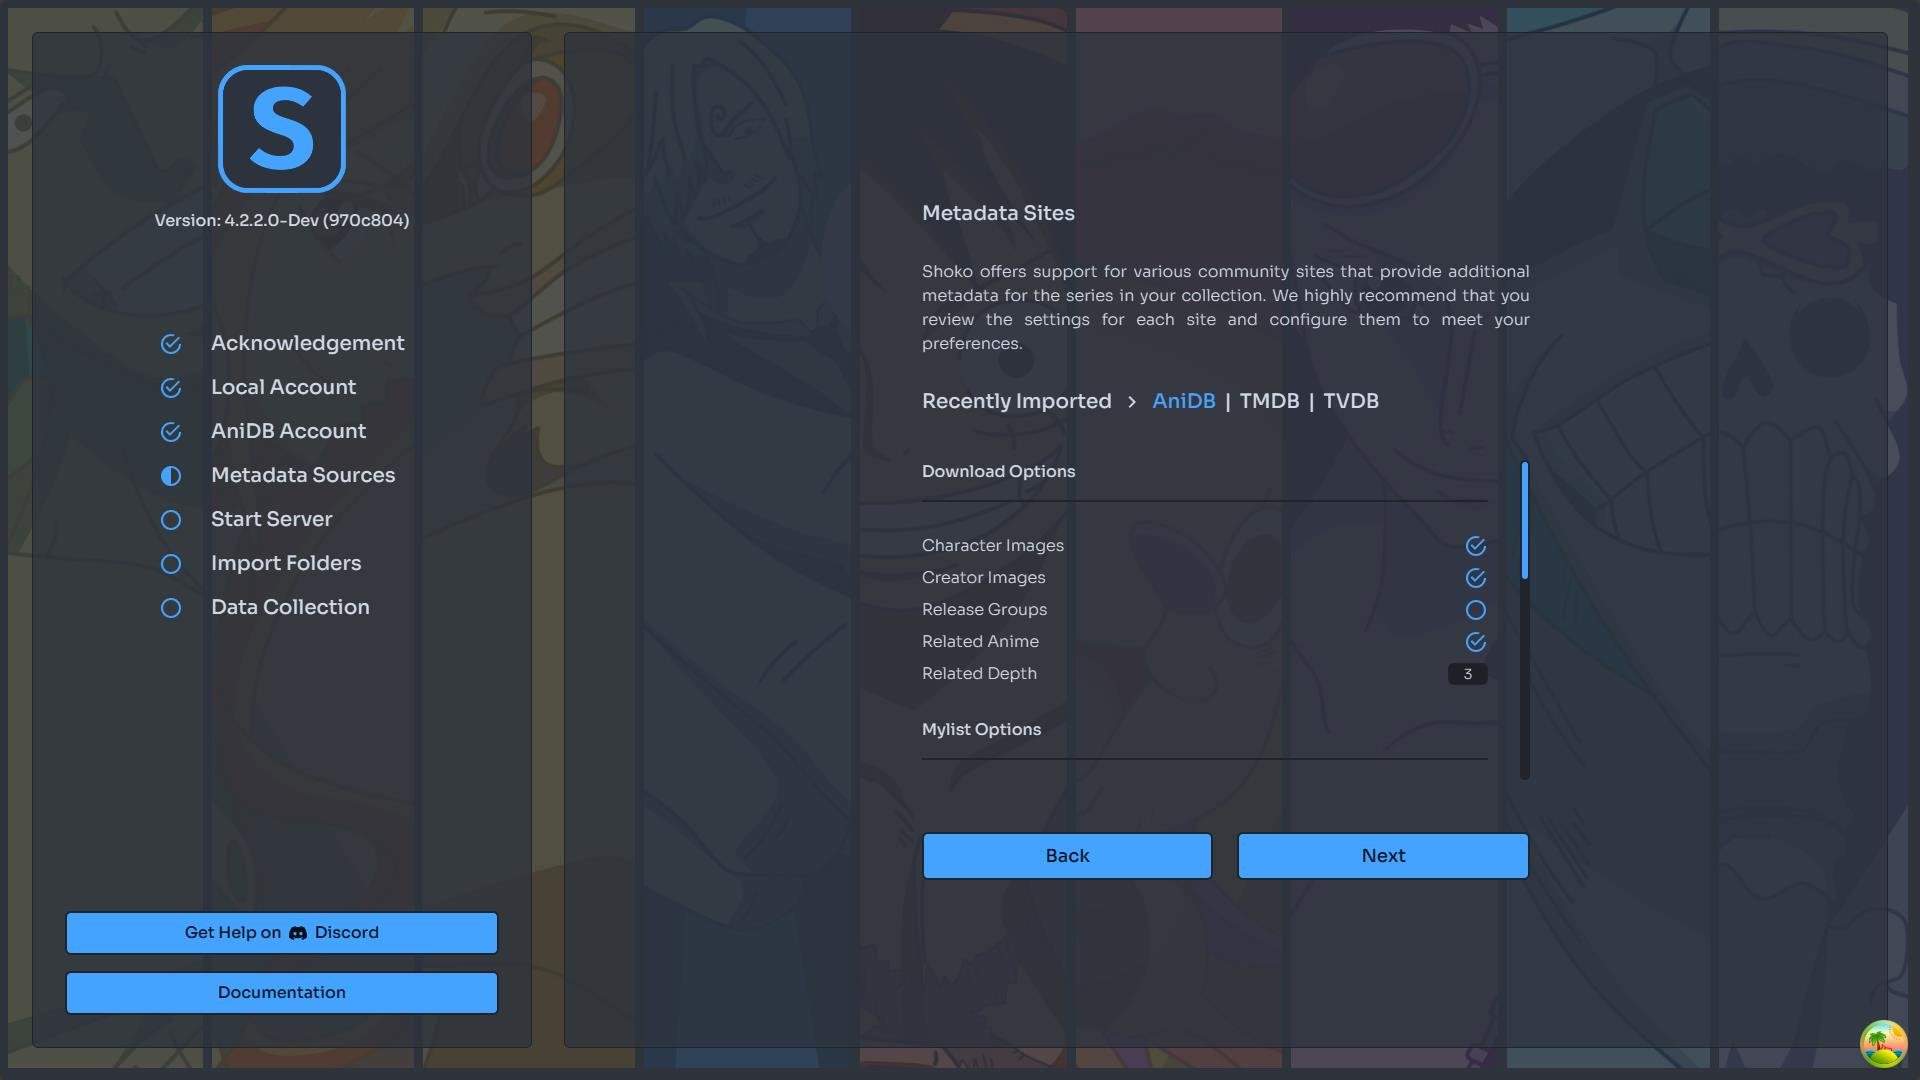 S
Version: 4.2.2.0-Dev (970c804)
Acknowledgement
Local Account
AniDB Account
Metadata Sources
Start Server
Import Folders
Data Collection
Get Help on Discord
Documentation
Metadata Sites
Shoko offers support for various community sites that provide additional
metadata for the series in your collection. We highly recommend that you
review the settings for each site and configure them to meet your
preferences.
Recently Imported > AniDB | TMDB | TVDB
Download Options
Character Images
Creator Images
Release Groups
Related Anime
Related Depth 3
Mylist Options
Back
Next